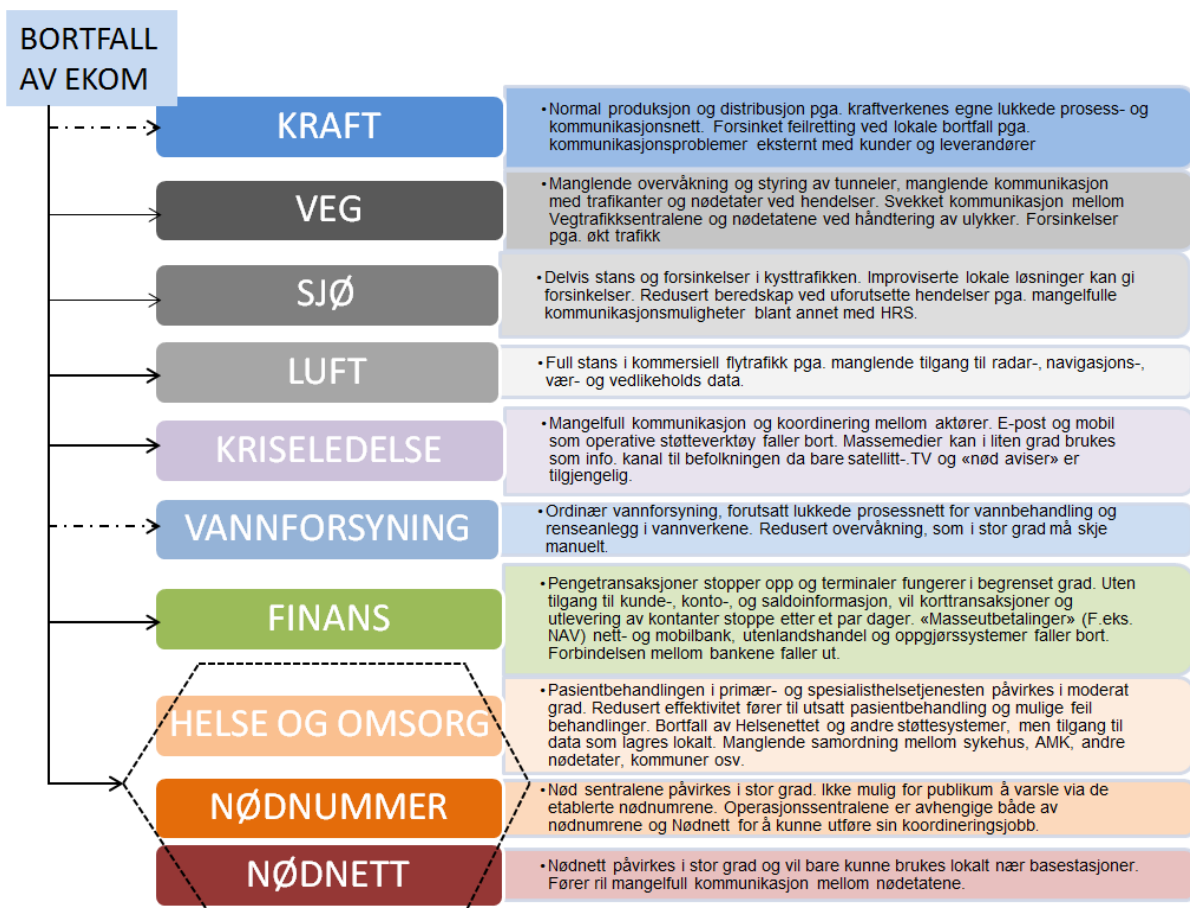 BORTFALL
AV EKOM
KRAFT
•Normal produksjon og distribusjon pga. kraftverkenes egne lukkede prosess- og
kommunikasjonsnett. Forsinket feilretting ved lokale bortfall pga.
kommunikasjonsproblemer eksternt med kunder og leverandører
VEG
•Manglende overvåkning og styring av tunneler, manglende kommunikasjon
med trafikanter og nødetater ved hendelser. Svekket kommunikasjon mellom
Vegtrafikksentralene og nødetatene ved håndtering av ulykker. Forsinkelser
pga. økt trafikk
SJØ
•Delvis stans og forsinkelser i kysttrafikken. Improviserte lokale løsninger kan gi
forsinkelser. Redusert beredskap ved uforutsette hendelser pga. mangelfulle
kommunikasjonsmuligheter blant annet med HRS.
LUFT
•Full stans i kommersiell flytrafikk pga. manglende tilgang til radar-, navigasjons-,
vær- og vedlikeholds data.
KRISELEDELSE
•Mangelfull kommunikasjon og koordinering mellom aktører. E-post og mobil
som operative støtteverktøy faller bort. Massemedier kan i liten grad brukes
som info. kanal til befolkningen da bare satellitt-.TV og «nød aviser» er
tilgjengelig.
VANNFORSYNING
•Ordinær vannforsyning, forutsatt lukkede prosessnett for vannbehandling og
renseanlegg i vannverkene. Redusert overvåkning, som i stor grad må skje
manuelt.
FINANS
•Pengetransaksjoner stopper opp og terminaler fungerer i begrenset grad. Uten
tilgang til kunde-, konto-, og saldoinformasjon, vil korttransaksjoner og
utlevering av kontanter stoppe etter et par dager. «Masseutbetalinger» (F.eks.
NAV) nett- og mobilbank, utenlandshandel og oppgjørssystemer faller bort.
Forbindelsen mellom bankene faller ut.
HELSE OG OMSORG
•Pasientbehandlingen i primær- og spesialisthelsetjenesten påvirkes i moderat
grad. Redusert effektivitet fører til utsatt pasientbehandling og mulige feil
behandlinger. Bortfall av Helsenettet og andre støttesystemer, men tilgang til
data som lagres lokalt. Manglende samordning mellom sykehus, AMK, andre
nødetater, kommuner osv.
NØDNUMMER
•Nød sentralene påvirkes i stor grad. Ikke mulig for publikum å varsle via de
etablerte nødnumrene. Operasjonssentralene er avhengige både av
nødnumrene og Nødnett for å kunne utføre sin koordineringsjobb.
NØDNETT
•Nødnett påvirkes i stor grad og vil bare kunne brukes lokalt nær basestasjoner.
Fører ril mangelfull kommunikasjon mellom nødetatene.